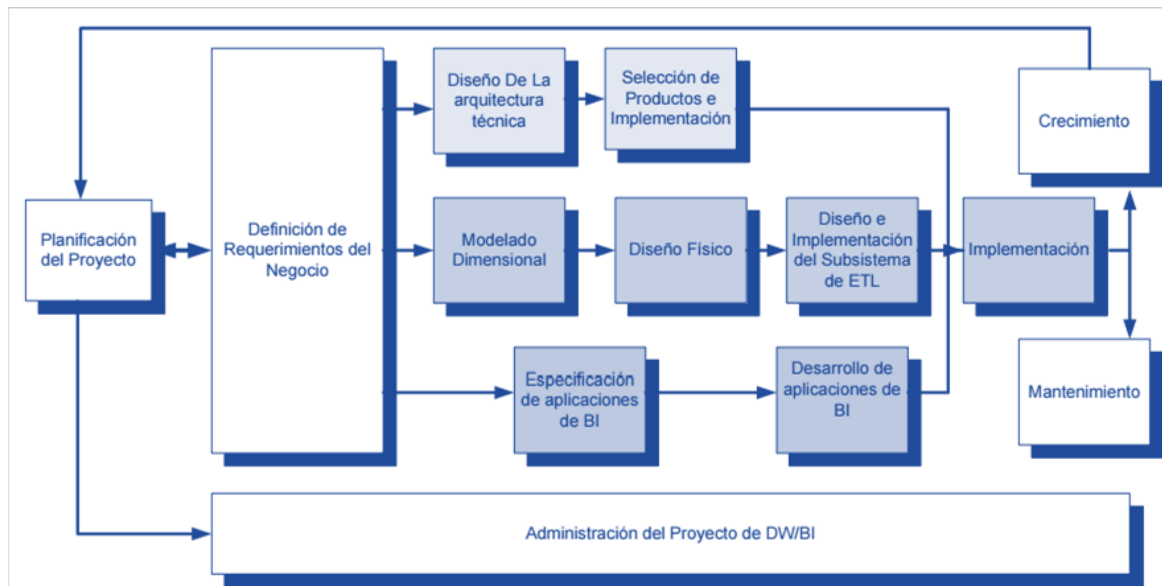 Planificación
del Proyecto
Definición de
Requerimientos del
Negocio
Diseño De La
arquitectura
técnica
Selección de
Productos e
Implementación
Modelado
Dimensional
Diseño Físico
Diseño e
Implementación
del Subsistema
de ETL
Especificación
de aplicaciones
de BI
Desarrollo de
aplicaciones de
BI
Implementación
Crecimiento
Mantenimiento
Administración del Proyecto de DW/BI